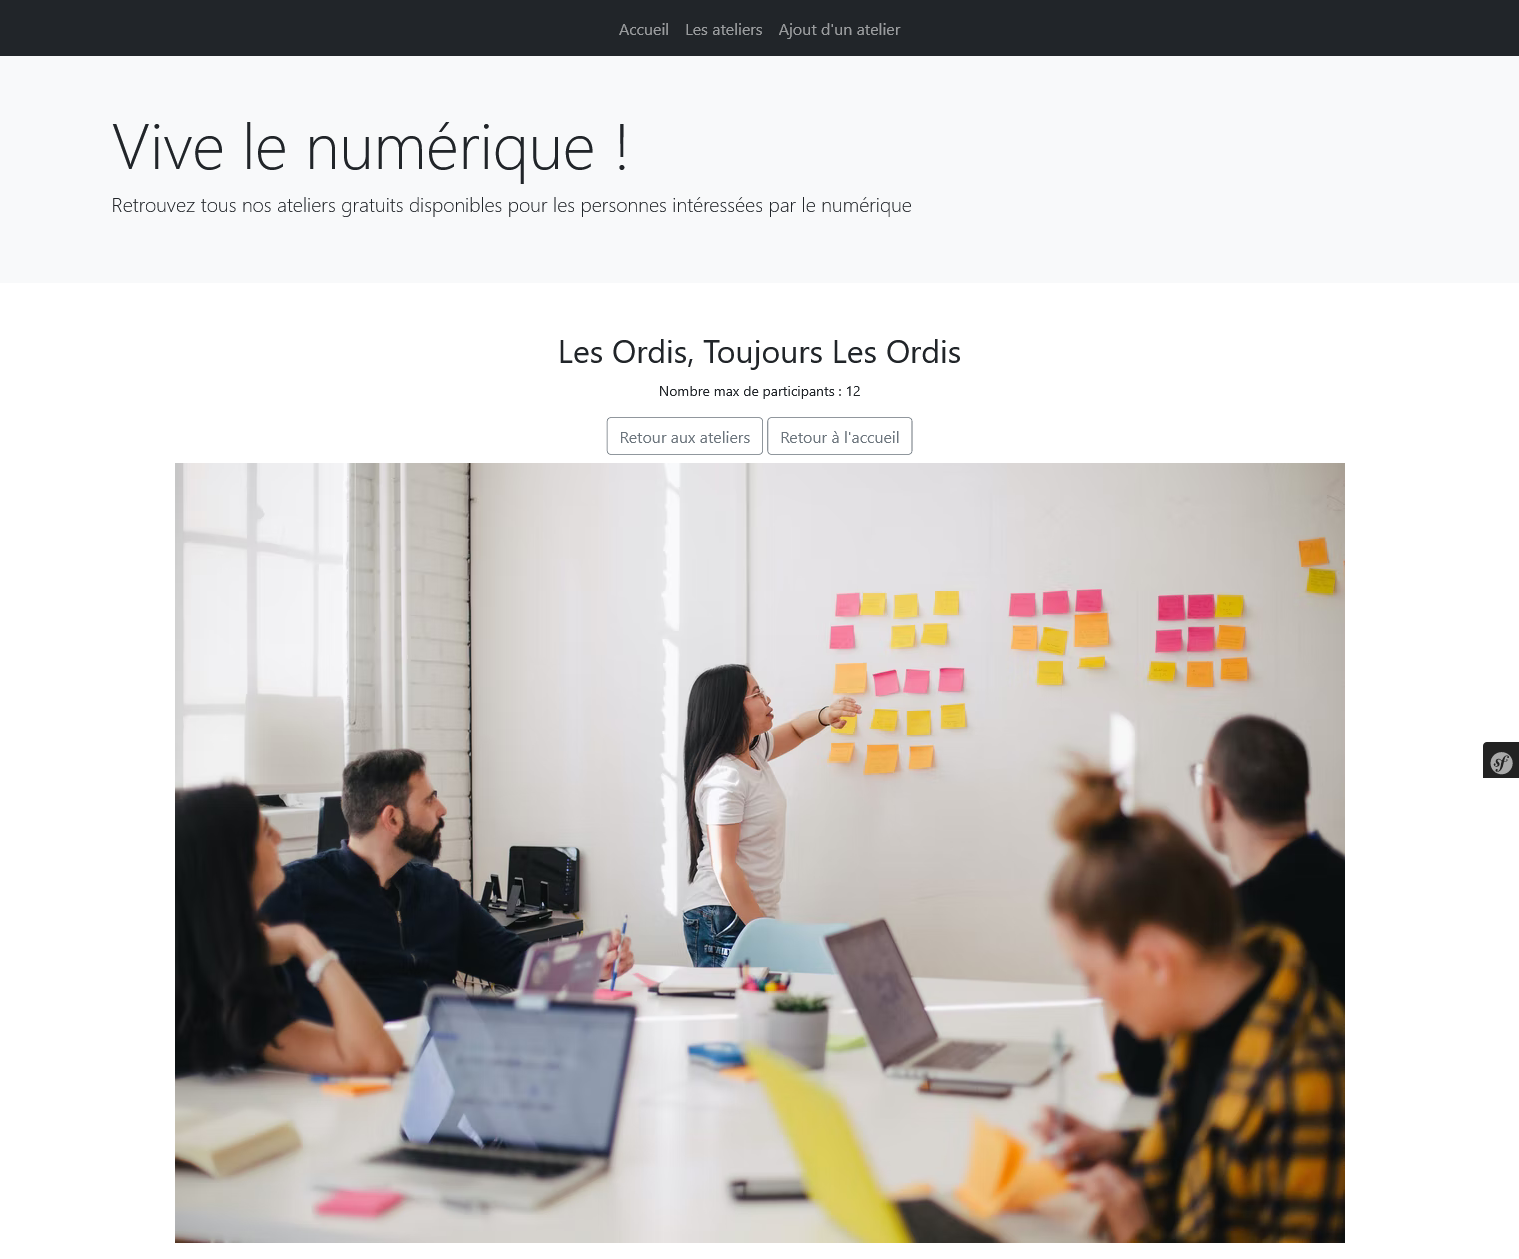 Accueil Les ateliers Ajout d'un atelier
Vive le numérique !
Retrouvez tous nos ateliers gratuits disponibles pour les personnes intéressées par le numérique
Les Ordis, Toujours Les Ordis
Nombre max de participants : 12
Retour aux ateliers Retour à l'accueil
sf